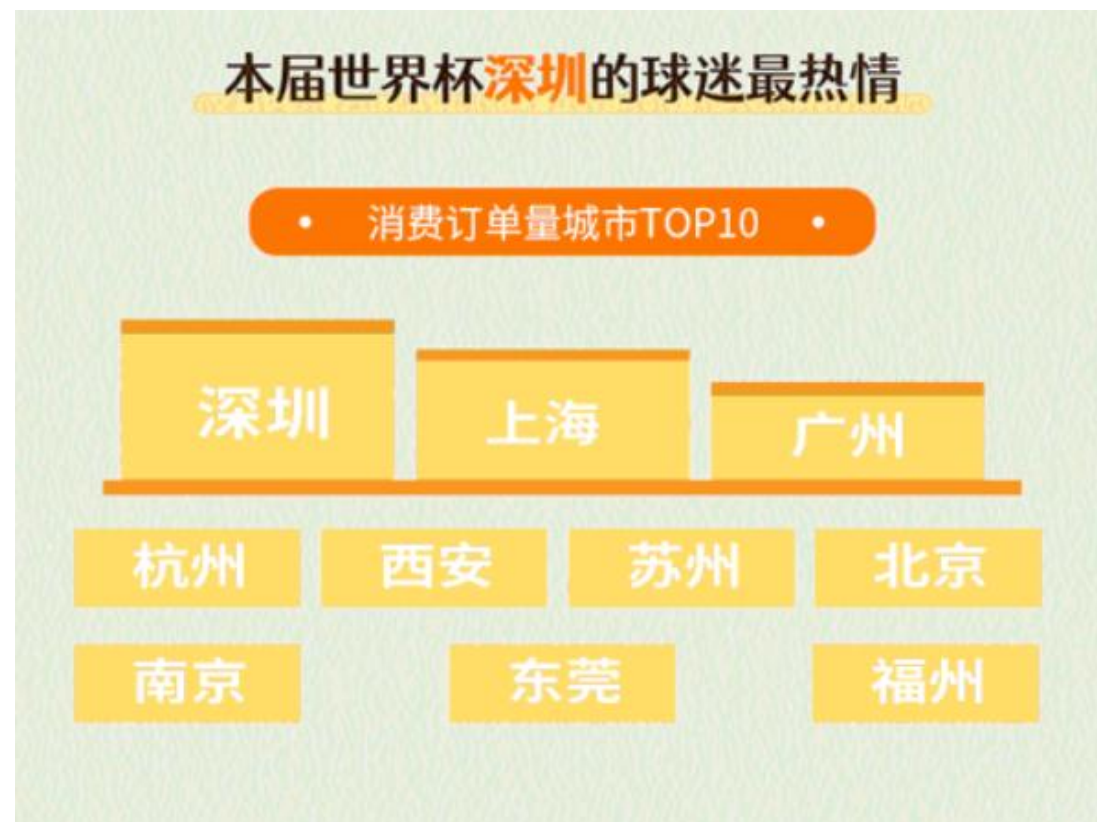 本届世界杯深圳的球迷最热情
• 消费订单量城市TOP10 •
深圳 上海 广州
杭州 西安 苏州 北京
南京 东莞 福州